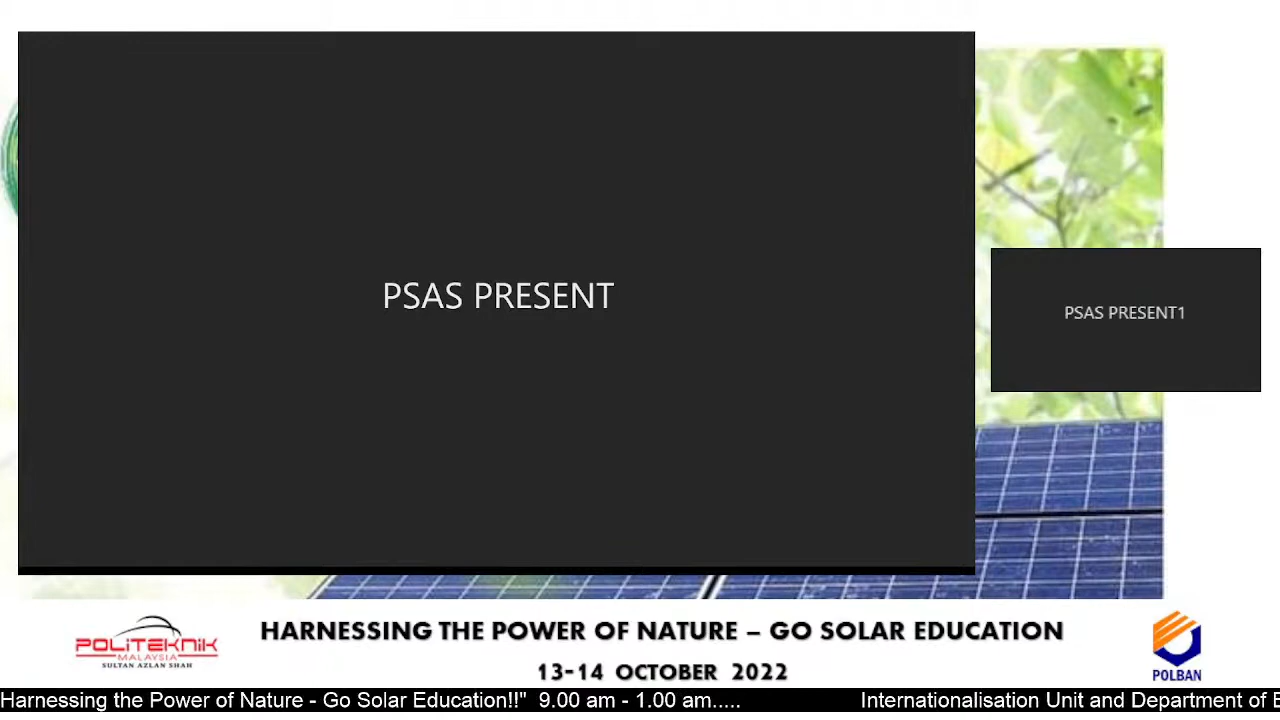 PSAS PRESENT
PSAS PRESENT1
POLITEKNIK
MALAYSIA
SULTAN AZLAN SHAH
HARNESSING THE POWER OF NATURE – GO SOLAR EDUCATION
13-14 OCTOBER 2022
POLBAN
Harnessing the Power of Nature - Go Solar Education!!" 9.00 am - 1.00 am..... Internationalisation Unit and Department of E